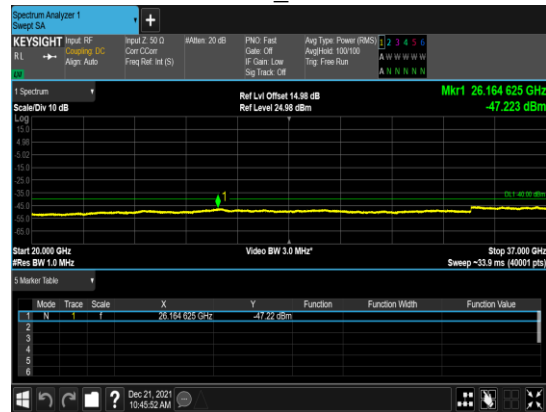 Spectrum Analyzer 1
Swept SA
+
KEYSIGHT Input: RF Input Z: 50 Ω #Atten: 20 dB PNO: Fast Avg Type: Power (RMS) 1 2 3 4 5 6
RL Coupling: DC Corr CCorr Gate: Off Avg|Hold: 100/100 A W W W W W
Align: Auto Freq Ref: Int (S) IF Gain: Low Trig: Free Run
Sig Track: Off A N N N N N
1 Spectrum
Ref Lvl Offset 14.98 dB Mkr1 26.164 625 GHz
Scale/Div 10 dB Ref Level 24.98 dBm -47.223 dBm
Log
15.0
4.98
-5.02
-15.0
-25.0
-35.0
1
DL1 -40.00 dBm
-45.0
-55.0
-65.0
Start 20.000 GHz Video BW 3.0 MHz* Stop 37.000 GHz
#Res BW 1.0 MHz Sweep ~33.9 ms (40001 pts)
5 Marker Table
Mode Trace Scale X Y Function Function Width Function Value
1 N 1 f 26.164 625 GHz -47.22 dBm
2
3
4
5
6
?
Dec 21, 2021
10:45:52 AM